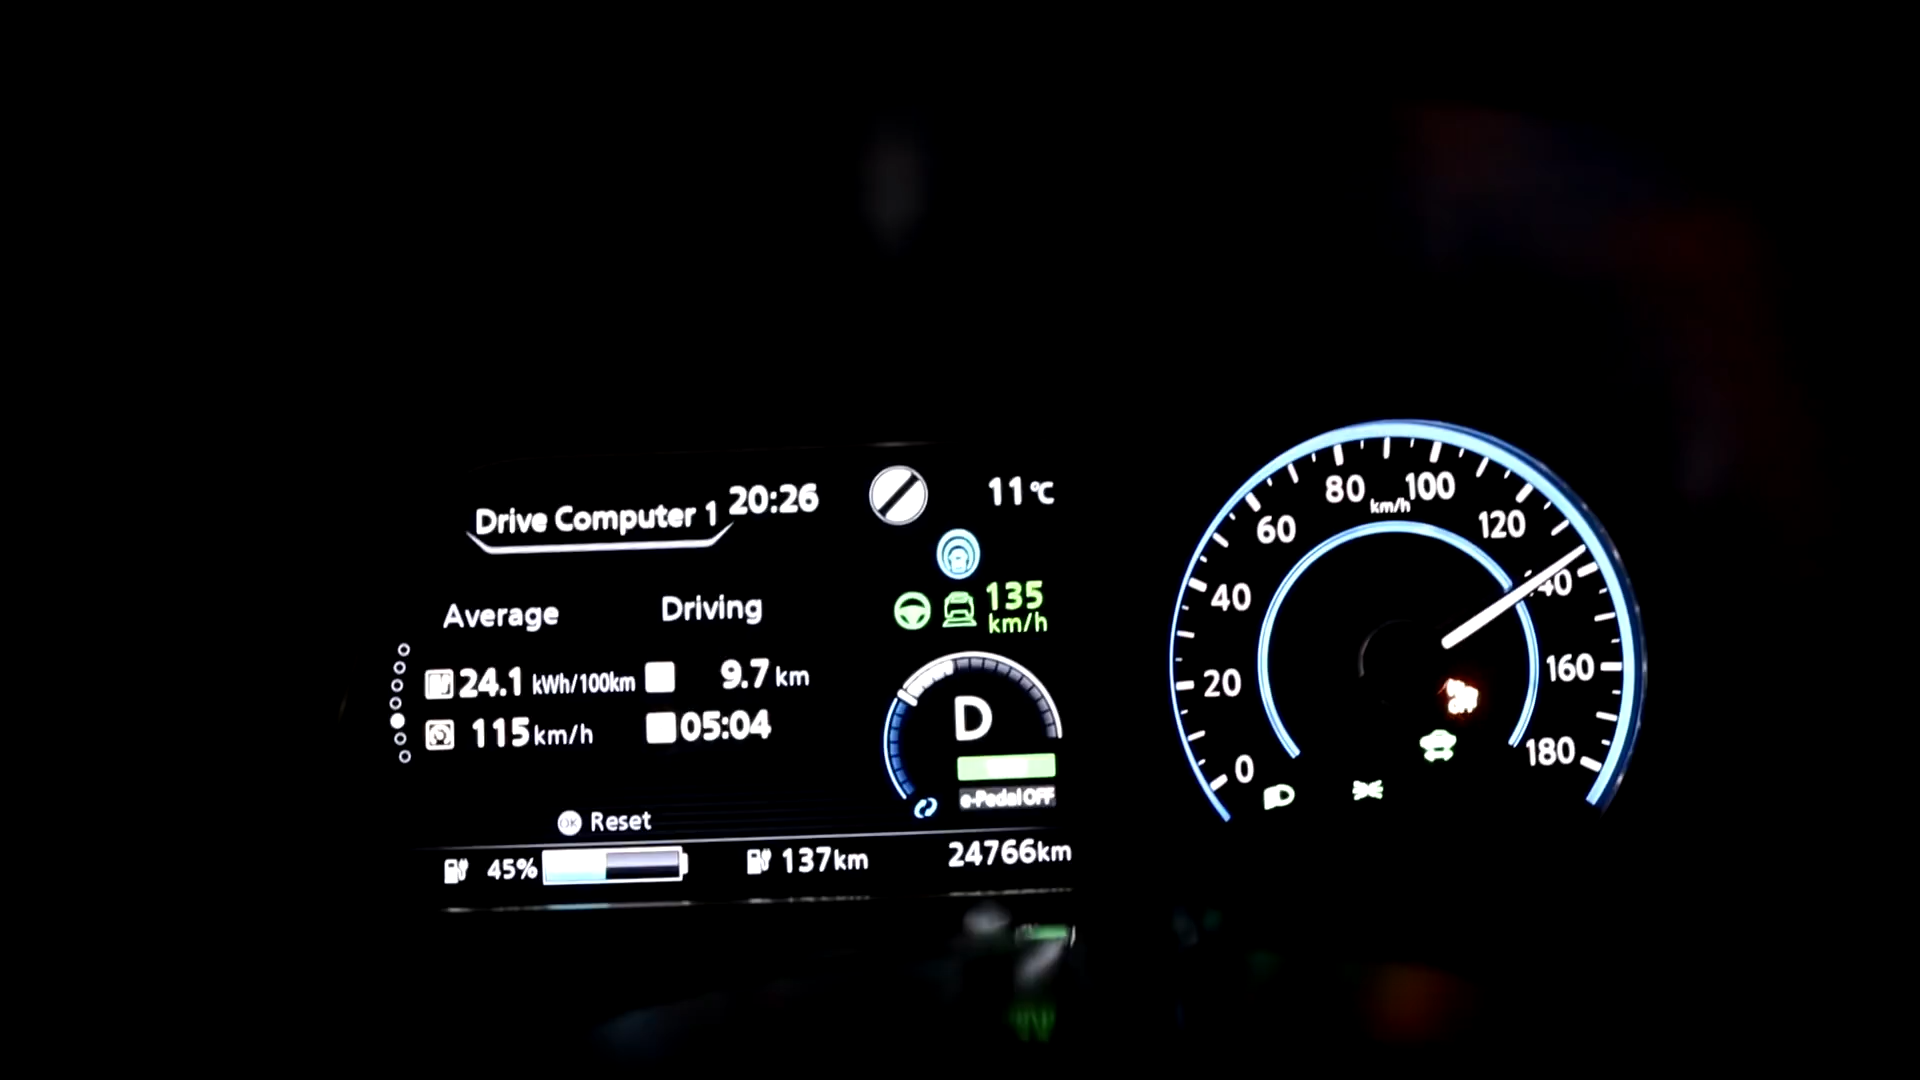 Drive Computer 1 20:26
11°C
135
km/h
Average Driving
24.1 kWh/100km 9.7 km
115 km/h 05:04
D
e-Pedal OFF
OK Reset
45% 137km 24766km
0
20
40
60
80
km/h
100
120
160
180